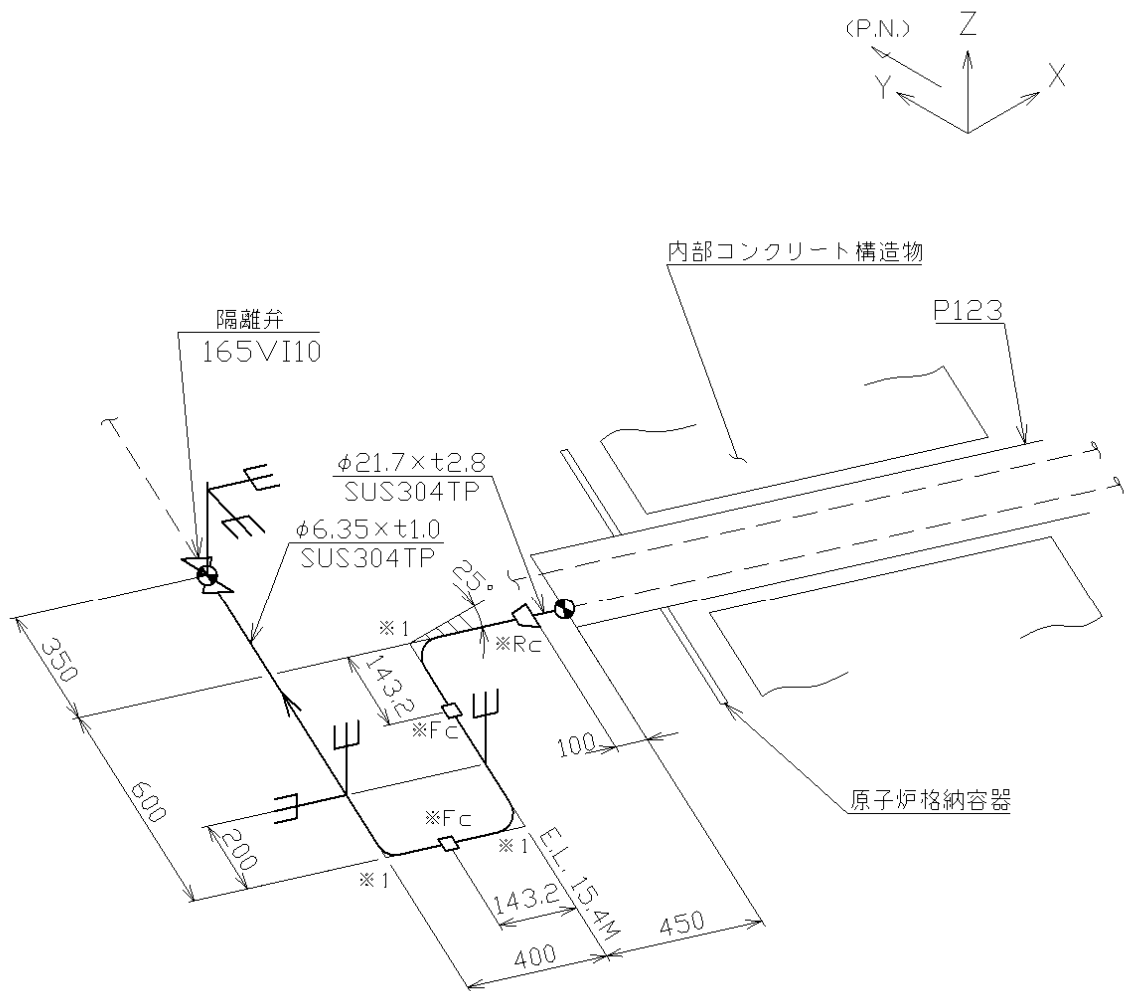 (P.N.)
Z
Y
X
内部コンクリート構造物
P123
隔離弁
165VI10
φ21.7×t2.8
SUS304TP
φ6.35×t1.0
SUS304TP
25°
※1
※Rc
350
143.2
※Fc
100
600
原子炉格納容器
※Fc
200
※1
※1
E.L. 15.4M
143.2
450
400